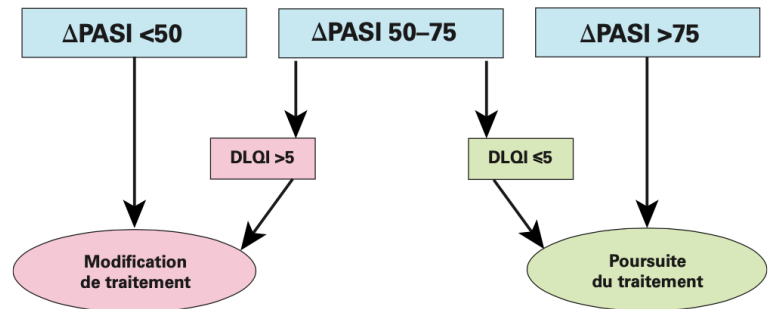 ΔPASI <50
ΔPASI 50–75
ΔPASI >75
DLQI >5
DLQI ⩽5
Modification
de traitement
Poursuite
du traitement